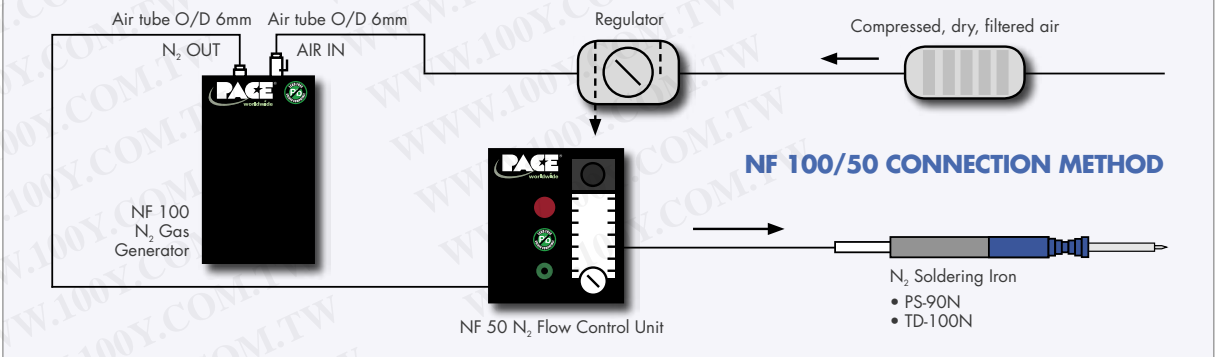 Air tube O/D 6mm Air tube O/D 6mm
N₂ OUT
AIR IN
Regulator
Compressed, dry, filtered air
PACE
worldwide
NF 100
N₂ Gas
Generator
PACE
worldwide
NF 50 N₂ Flow Control Unit
NF 100/50 CONNECTION METHOD
N₂ Soldering Iron
• PS-90N
• TD-100N
WWW.100Y.COM.TW